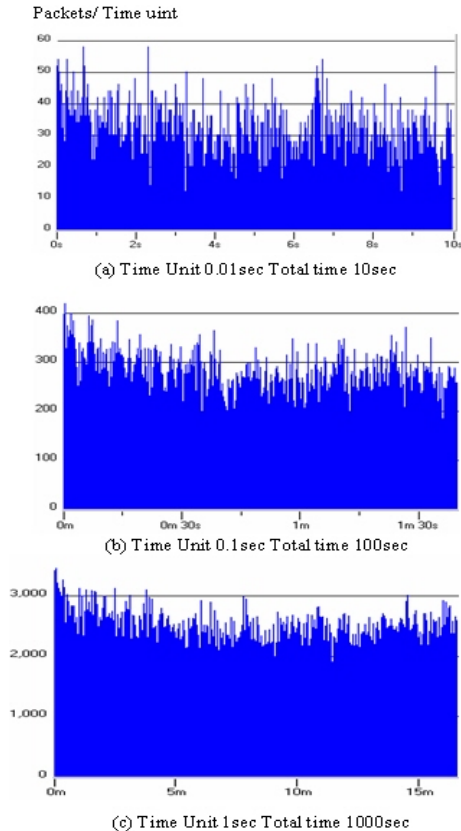 Packets/ Time uint
60
50
40
30
20
10
0
0s 2s 4s 6s 8s 10s
(a) Time Unit 0.01sec Total time 10sec
400
300
200
100
0
0m 0m 30s 1m 1m 30s
(b) Time Unit 0.1sec Total time 100sec
3,000
2,000
1,000
0
0m 5m 10m 15m
(c) Time Unit 1sec Total time 1000sec